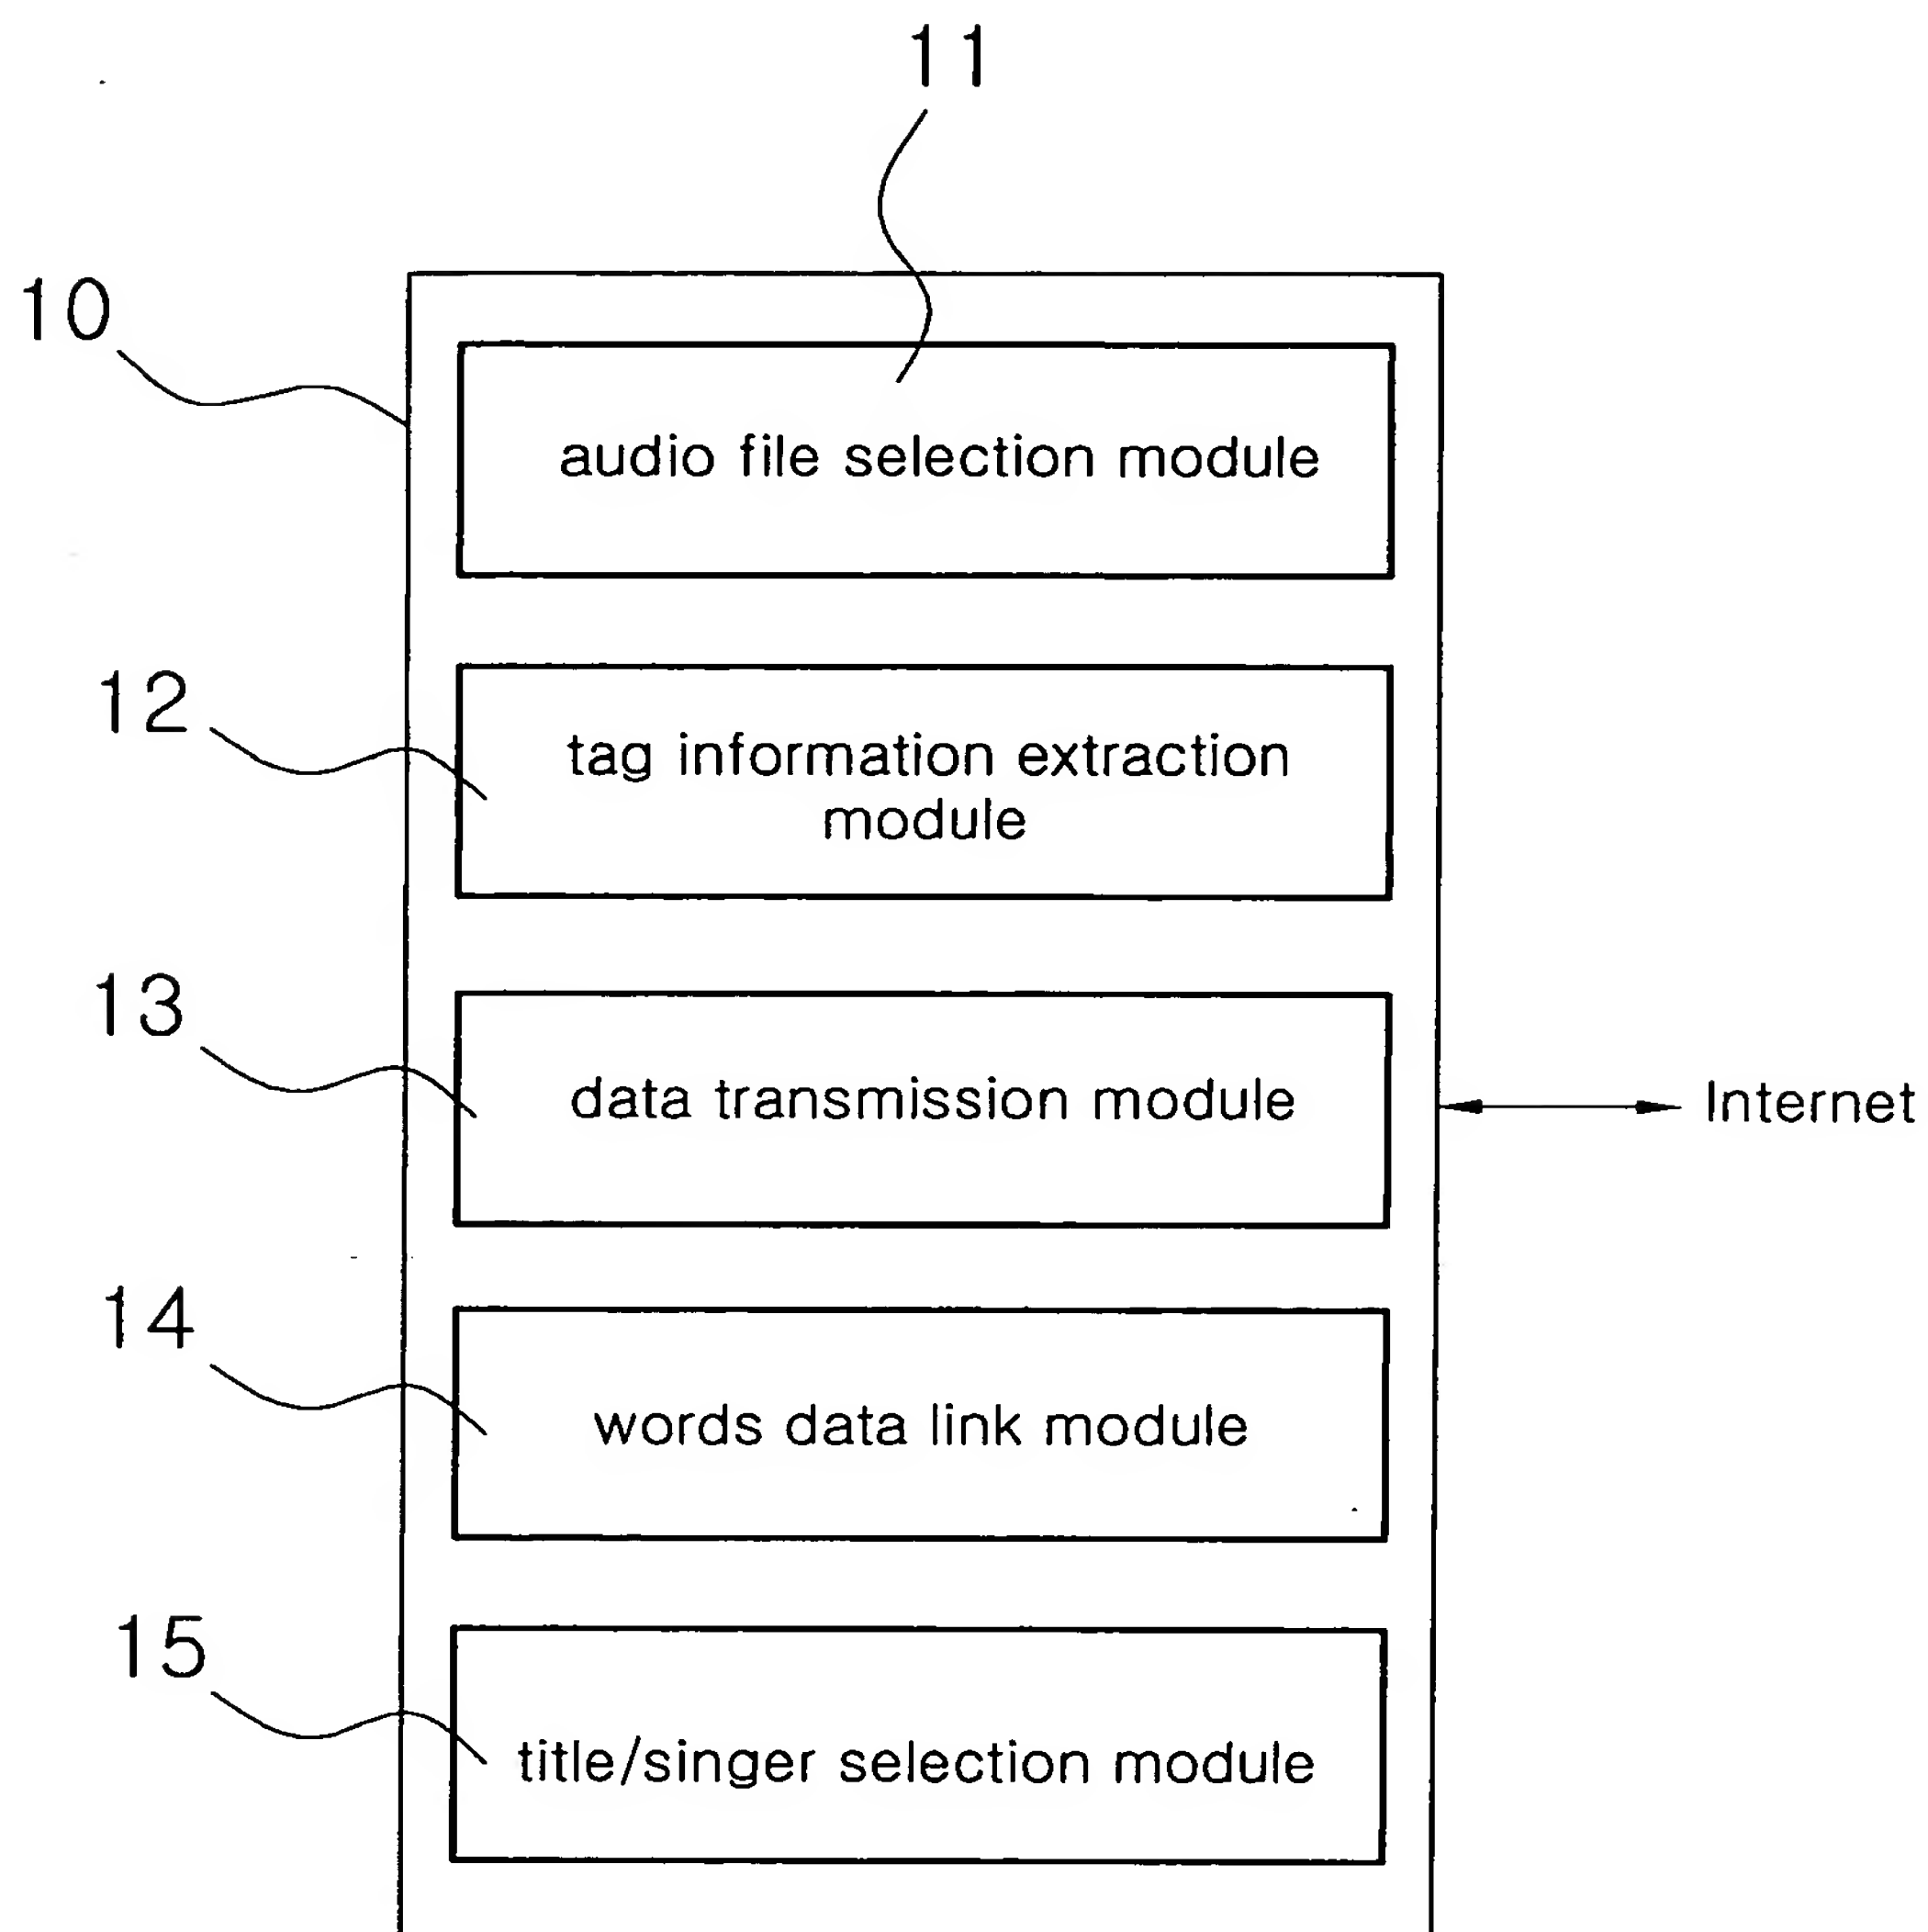 11
10
audio file selection module
12
tag information extraction
module
13
data transmission module
Internet
14
words data link module
15
title/singer selection module